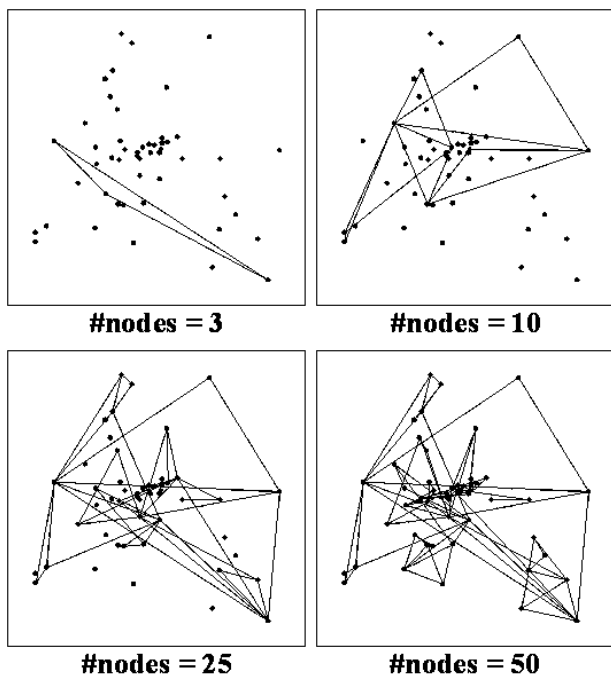 #nodes = 3
#nodes = 10
#nodes = 25
#nodes = 50